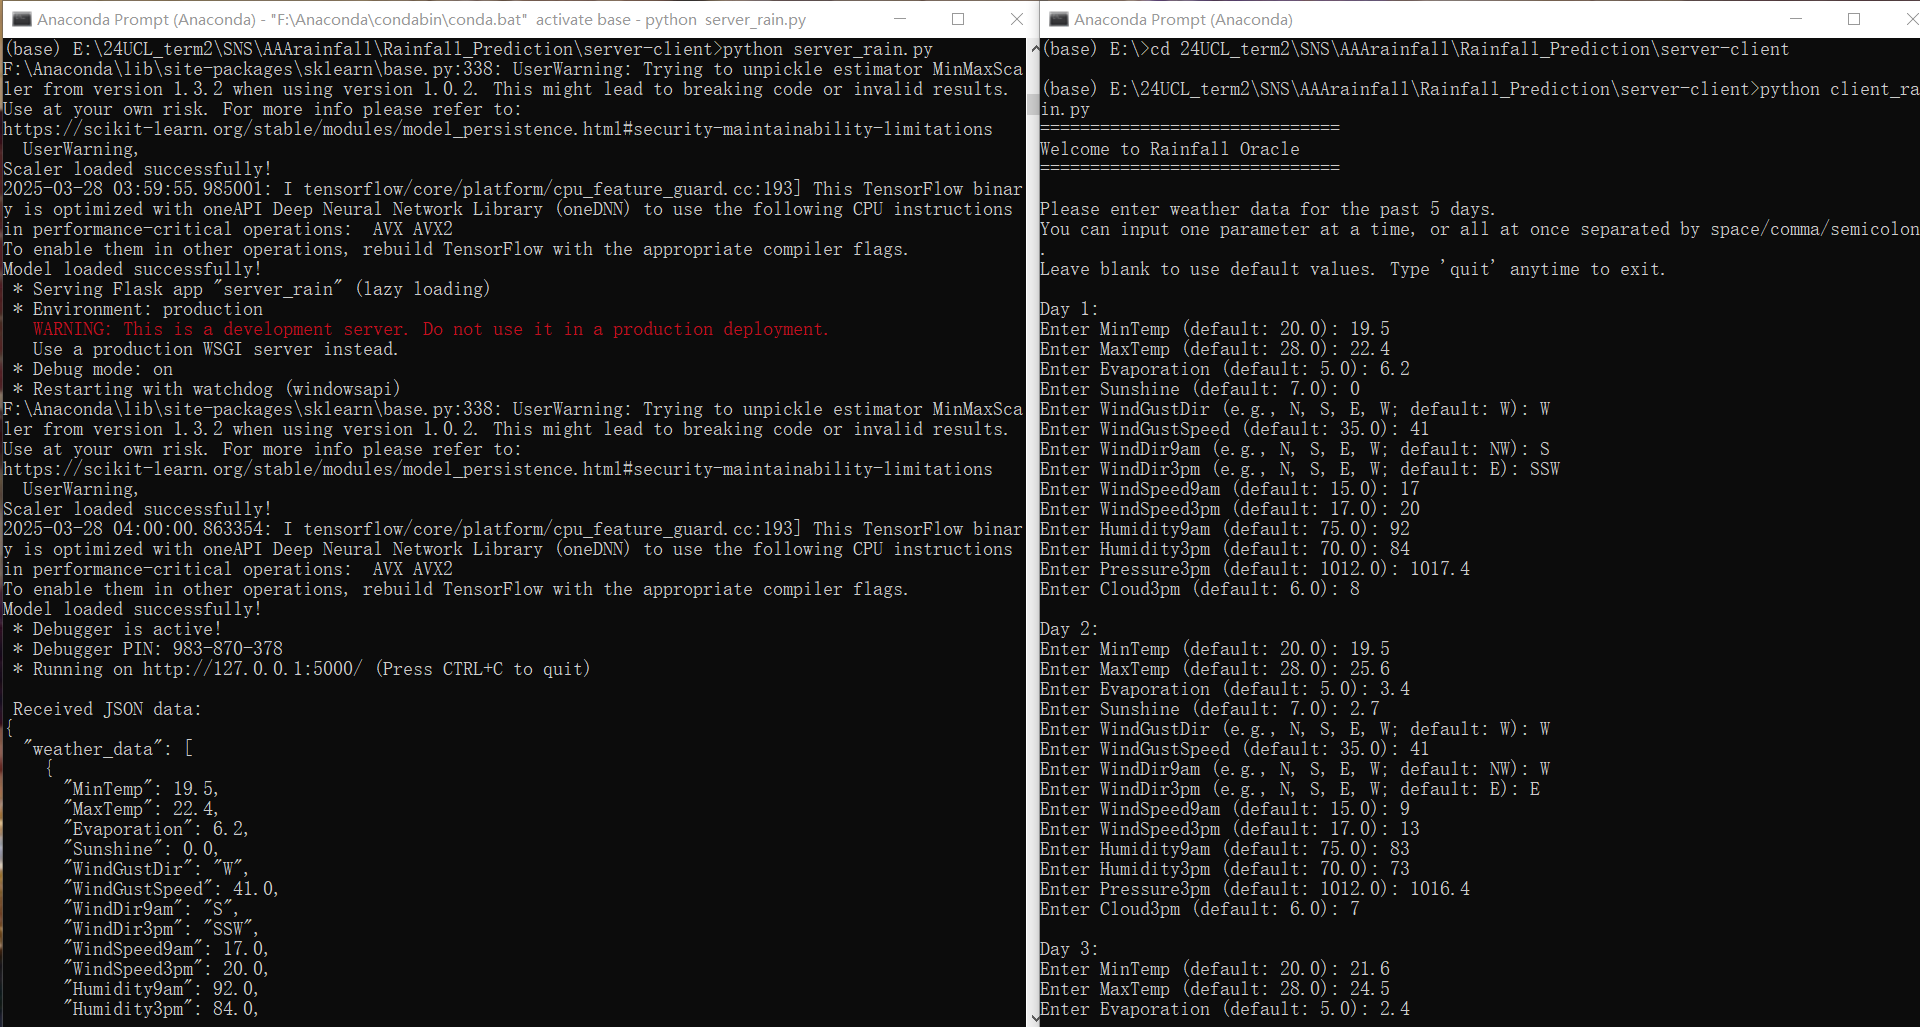 Anaconda Prompt (Anaconda) - "F:\Anaconda\condabin\conda.bat"  activate base - python  server_rain.py
(base) E:\24UCL_term2\SNS\AAArainfall\Rainfall_Prediction\server-client>python server_rain.py
F:\Anaconda\lib\site-packages\sklearn\base.py:338: UserWarning: Trying to unpickle estimator MinMaxSca
ler from version 1.3.2 when using version 1.0.2. This might lead to breaking code or invalid results.
Use at your own risk. For more info please refer to:
https://scikit-learn.org/stable/modules/model_persistence.html#security-maintainability-limitations
  UserWarning,
Scaler loaded successfully!
2025-03-28 03:59:55.985001: I tensorflow/core/platform/cpu_feature_guard.cc:193] This TensorFlow binar
y is optimized with oneAPI Deep Neural Network Library (oneDNN) to use the following CPU instructions
in performance-critical operations:  AVX AVX2
To enable them in other operations, rebuild TensorFlow with the appropriate compiler flags.
Model loaded successfully!
 * Serving Flask app "server_rain" (lazy loading)
 * Environment: production
   WARNING: This is a development server. Do not use it in a production deployment.
   Use a production WSGI server instead.
 * Debug mode: on
 * Restarting with watchdog (windowsapi)
F:\Anaconda\lib\site-packages\sklearn\base.py:338: UserWarning: Trying to unpickle estimator MinMaxSca
ler from version 1.3.2 when using version 1.0.2. This might lead to breaking code or invalid results.
Use at your own risk. For more info please refer to:
https://scikit-learn.org/stable/modules/model_persistence.html#security-maintainability-limitations
  UserWarning,
Scaler loaded successfully!
2025-03-28 04:00:00.863354: I tensorflow/core/platform/cpu_feature_guard.cc:193] This TensorFlow binar
y is optimized with oneAPI Deep Neural Network Library (oneDNN) to use the following CPU instructions
in performance-critical operations:  AVX AVX2
To enable them in other operations, rebuild TensorFlow with the appropriate compiler flags.
Model loaded successfully!
 * Debugger is active!
 * Debugger PIN: 983-870-378
 * Running on http://127.0.0.1:5000/ (Press CTRL+C to quit)
 Received JSON data:
{
  "weather_data": [
    {
      "MinTemp": 19.5,
      "MaxTemp": 22.4,
      "Evaporation": 6.2,
      "Sunshine": 0.0,
      "WindGustDir": "W",
      "WindGustSpeed": 41.0,
      "WindDir9am": "S",
      "WindDir3pm": "SSW",
      "WindSpeed9am": 17.0,
      "WindSpeed3pm": 20.0,
      "Humidity9am": 92.0,
      "Humidity3pm": 84.0,
Anaconda Prompt (Anaconda)
(base) E:\>cd 24UCL_term2\SNS\AAArainfall\Rainfall_Prediction\server-client
(base) E:\24UCL_term2\SNS\AAArainfall\Rainfall_Prediction\server-client>python client_ra
in.py
==============================
Welcome to Rainfall Oracle
==============================
Please enter weather data for the past 5 days.
You can input one parameter at a time, or all at once separated by space/comma/semicolon
.
Leave blank to use default values. Type 'quit' anytime to exit.
Day 1:
Enter MinTemp (default: 20.0): 19.5
Enter MaxTemp (default: 28.0): 22.4
Enter Evaporation (default: 5.0): 6.2
Enter Sunshine (default: 7.0): 0
Enter WindGustDir (e.g., N, S, E, W; default: W): W
Enter WindGustSpeed (default: 35.0): 41
Enter WindDir9am (e.g., N, S, E, W; default: NW): S
Enter WindDir3pm (e.g., N, S, E, W; default: E): SSW
Enter WindSpeed9am (default: 15.0): 17
Enter WindSpeed3pm (default: 17.0): 20
Enter Humidity9am (default: 75.0): 92
Enter Humidity3pm (default: 70.0): 84
Enter Pressure3pm (default: 1012.0): 1017.4
Enter Cloud3pm (default: 6.0): 8
Day 2:
Enter MinTemp (default: 20.0): 19.5
Enter MaxTemp (default: 28.0): 25.6
Enter Evaporation (default: 5.0): 3.4
Enter Sunshine (default: 7.0): 2.7
Enter WindGustDir (e.g., N, S, E, W; default: W): W
Enter WindGustSpeed (default: 35.0): 41
Enter WindDir9am (e.g., N, S, E, W; default: NW): W
Enter WindDir3pm (e.g., N, S, E, W; default: E): E
Enter WindSpeed9am (default: 15.0): 9
Enter WindSpeed3pm (default: 17.0): 13
Enter Humidity9am (default: 75.0): 83
Enter Humidity3pm (default: 70.0): 73
Enter Pressure3pm (default: 1012.0): 1016.4
Enter Cloud3pm (default: 6.0): 7
Day 3:
Enter MinTemp (default: 20.0): 21.6
Enter MaxTemp (default: 28.0): 24.5
Enter Evaporation (default: 5.0): 2.4